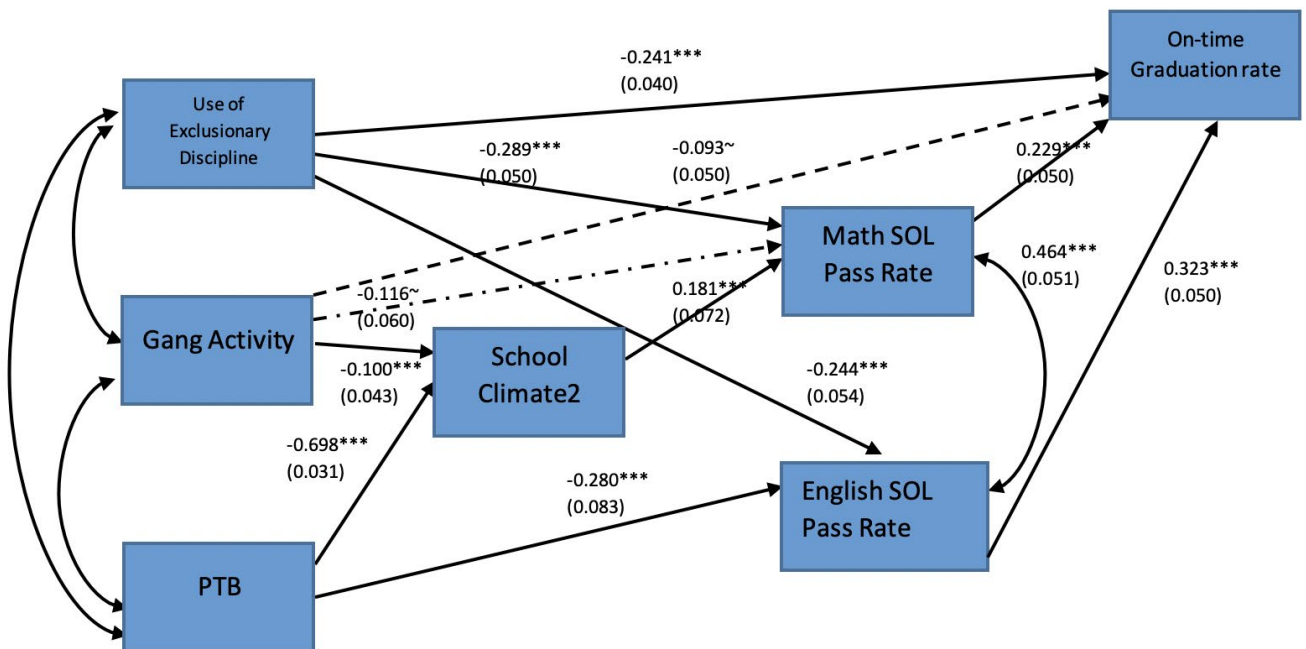 On-time
Graduation rate
-0.241***
(0.040)
Use of
Exclusionary
Discipline
-0.289***
(0.050)
-0.093~
(0.050)
0.229***
(0.050)
Math SOL
Pass Rate
0.464***
(0.051)
0.323***
(0.050)
-0.116~
(0.060)
0.181***
(0.072)
Gang Activity
School
Climate2
-0.100***
(0.043)
-0.244***
(0.054)
-0.698***
(0.031)
-0.280***
(0.083)
English SOL
Pass Rate
PTB